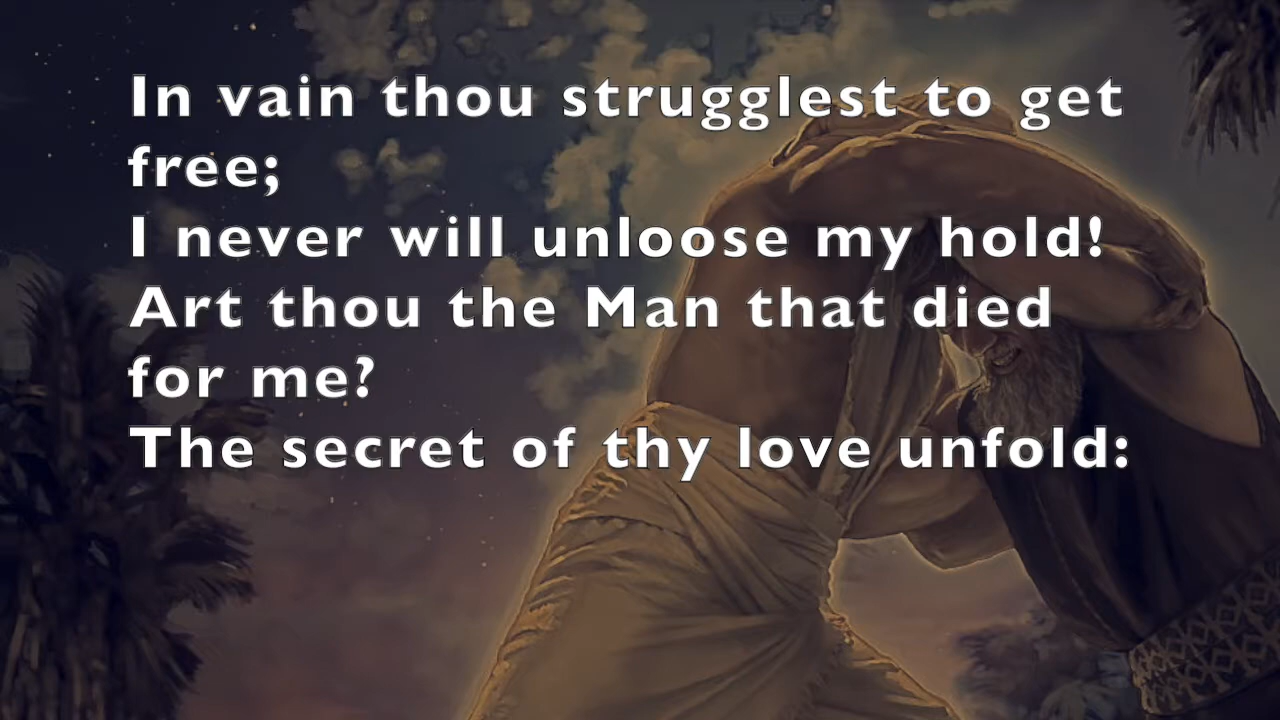 In vain thou strugglest to get
free;
I never will unloose my hold!
Art thou the Man that died
for me?
The secret of thy love unfold: